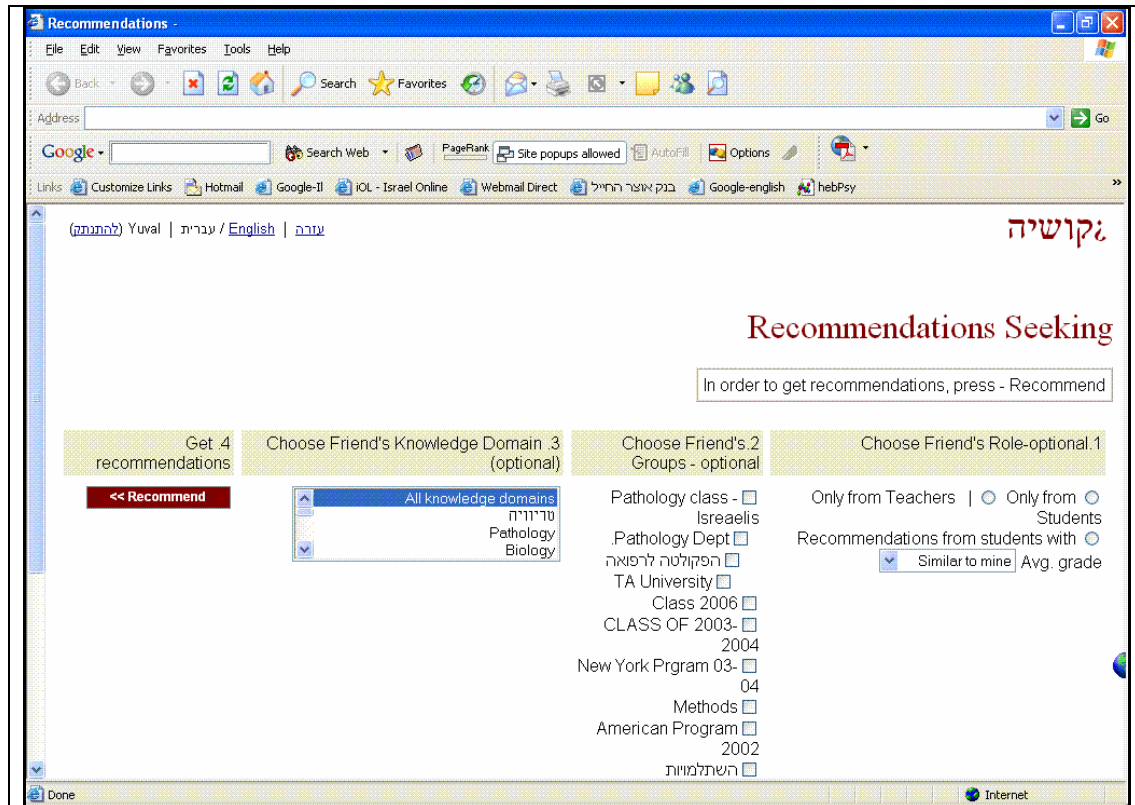 Recommendations -
File Edit View Favorites Tools Help
Back Search Favorites
Address Go
Google Search Web PageRank Site popups allowed AutoFill Options
Links Customize Links Hotmail Google-Il iOL - Israel Online Webmail Direct בנק אוצר החייל Google-english hebPsy »
עזרה | English / עברית | Yuval (להתנתק)
¿קושיה
Recommendations Seeking
In order to get recommendations, press - Recommend
Choose Friend's Role-optional.1
Only from Teachers | Only from
Students
Recommendations from students with
Similar to mine Avg. grade
Choose Friend's.2
Groups - optional
Pathology class -
Isreaelis
.Pathology Dept
הפקולטה לרפואה
TA University
Class 2006
CLASS OF 2003-
2004
New York Prgram 03-
04
Methods
American Program
2002
השתלמויות
Choose Friend's Knowledge Domain .3
(optional)
All knowledge domains
טריוויה
Pathology
Biology
Get .4
recommendations
<< Recommend
Done Internet